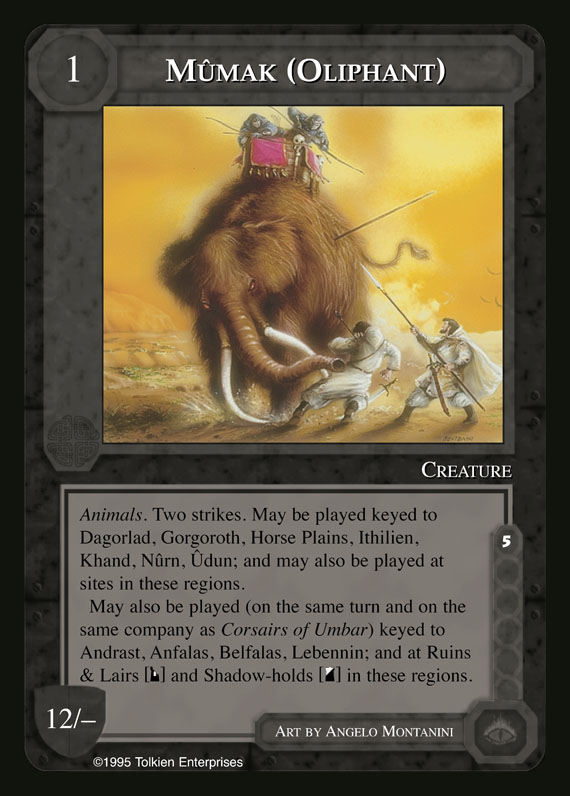 1
MÛMAK (OLIPHANT)
CREATURE
Animals. Two strikes. May be played keyed to
Dagorlad, Gorgoroth, Horse Plains, Ithilien,
Khand, Nûrn, Ûdun; and may also be played at
sites in these regions.
May also be played (on the same turn and on the
same company as Corsairs of Umbar) keyed to
Andrast, Anfalas, Belfalas, Lebennin; and at Ruins
& Lairs [] and Shadow-holds [] in these regions.
5
12/–
ART BY ANGELO MONTANINI
©1995 Tolkien Enterprises